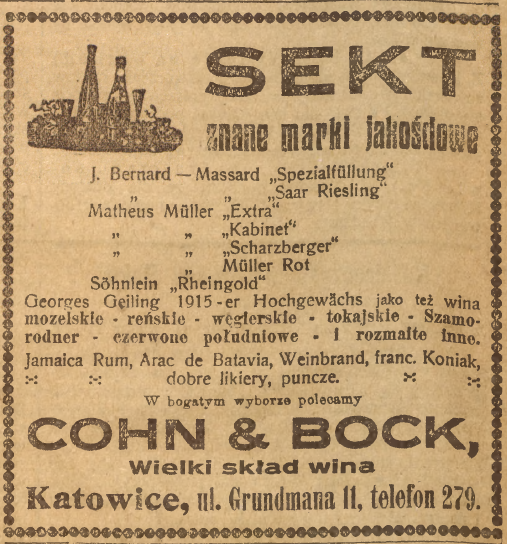 SEKT
znane marki jakościowe
J. Bernard — Massard „Spezialfüllung“
„ „ „Saar Riesling“
Matheus Müller „Extra“
„ „ „Kabinet“
„ „ „Scharzberger“
„ Müller Rot
Söhnlein „Rheingold“
Georges Geiling 1915-er Hochgewächs jako też wina
mozelskie - reńskie - węgierskie - tokajskie - Szamo-
rodner - czerwone południowe - i rozmaite inne.
Jamaica Rum, Arac de Batavia, Weinbrand, franc. Koniak,
dobre likiery, puncze.
W bogatym wyborze polecamy
COHN & BOCK,
Wielki skład wina
Katowice, ul. Grundmana 11, telefon 279.